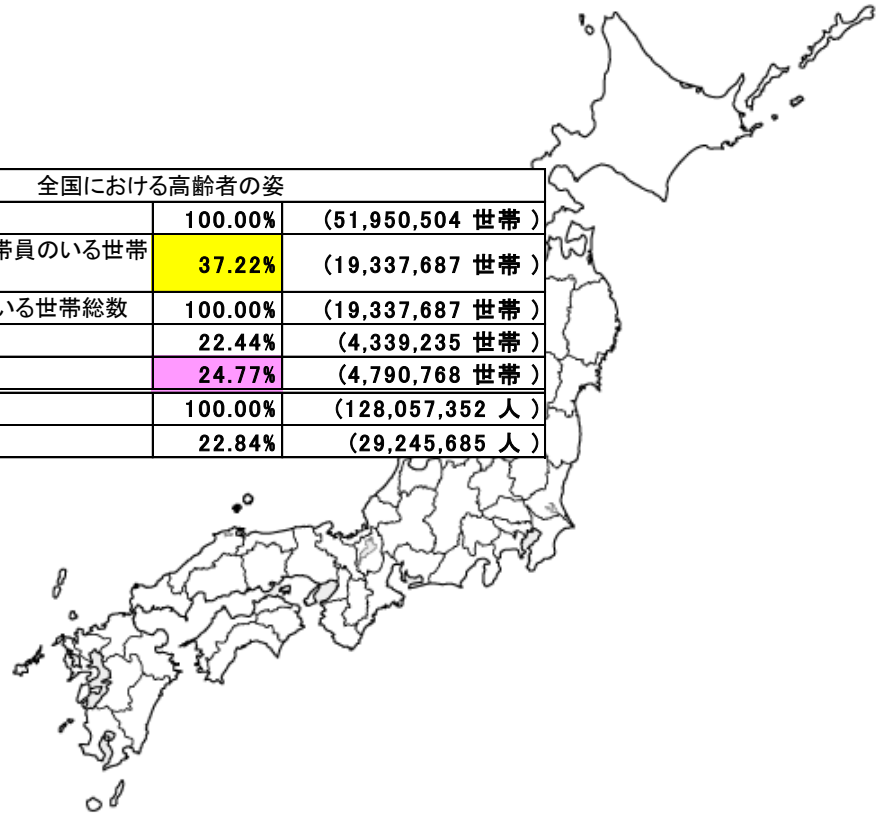 全国における高齢者の姿
100.00% (51,950,504 世帯 )
帯員のいる世帯 37.22% (19,337,687 世帯 )
いる世帯総数 100.00% (19,337,687 世帯 )
22.44% (4,339,235 世帯 )
24.77% (4,790,768 世帯 )
100.00% (128,057,352 人 )
22.84% (29,245,685 人 )